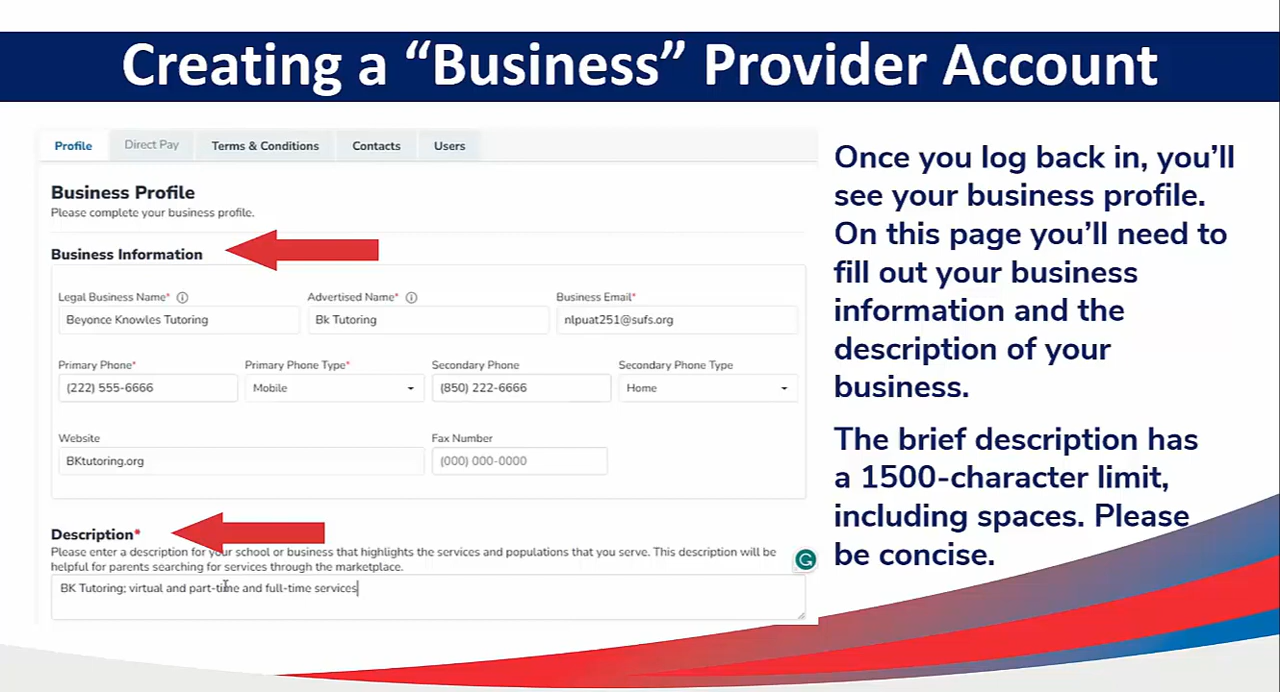 Creating a “Business” Provider Account
Profile Direct Pay Terms & Conditions Contacts Users
Business Profile
Please complete your business profile.
Business Information
Legal Business Name* Advertised Name* Business Email*
Beyonce Knowles Tutoring Bk Tutoring nlpuat251@sufs.org
Primary Phone* Primary Phone Type* Secondary Phone Secondary Phone Type
(222) 555-6666 Mobile (850) 222-6666 Home
Website Fax Number
BKtutoring.org (000) 000-0000
Description*
Please enter a description for your school or business that highlights the services and populations that you serve. This description will be
helpful for parents searching for services through the marketplace.
BK Tutoring; virtual and part-time and full-time services
Once you log back in, you’ll
see your business profile.
On this page you’ll need to
fill out your business
information and the
description of your
business.
The brief description has
a 1500-character limit,
including spaces. Please
be concise.